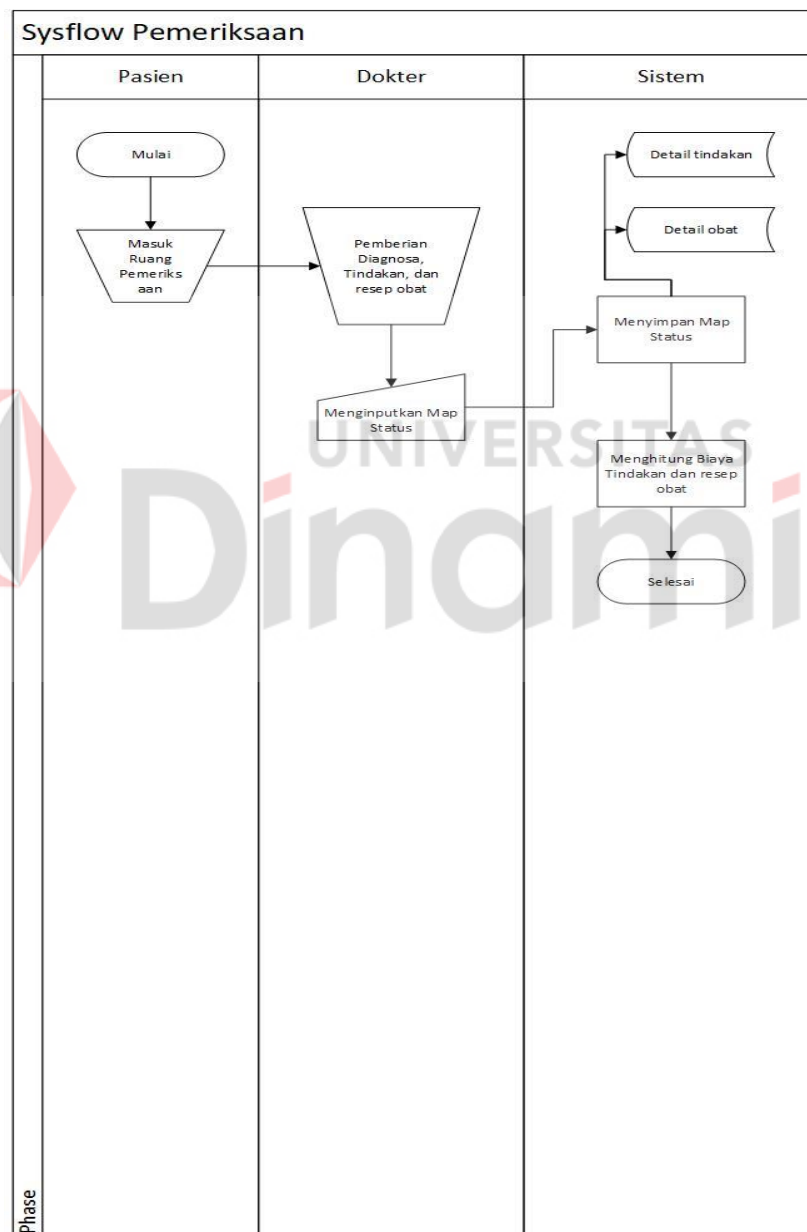 Sysflow Pemeriksaan
Pasien
Dokter
Sistem
Mulai
Masuk
Ruang
Pemeriks
aan
Pemberian
Diagnosa,
Tindakan, dan
resep obat
Menginputkan Map
Status
Detail tindakan
Detail obat
Menyimpan Map
Status
Menghitung Biaya
Tindakan dan resep
obat
Selesai
UNIVERSITAS
Dinami
Phase